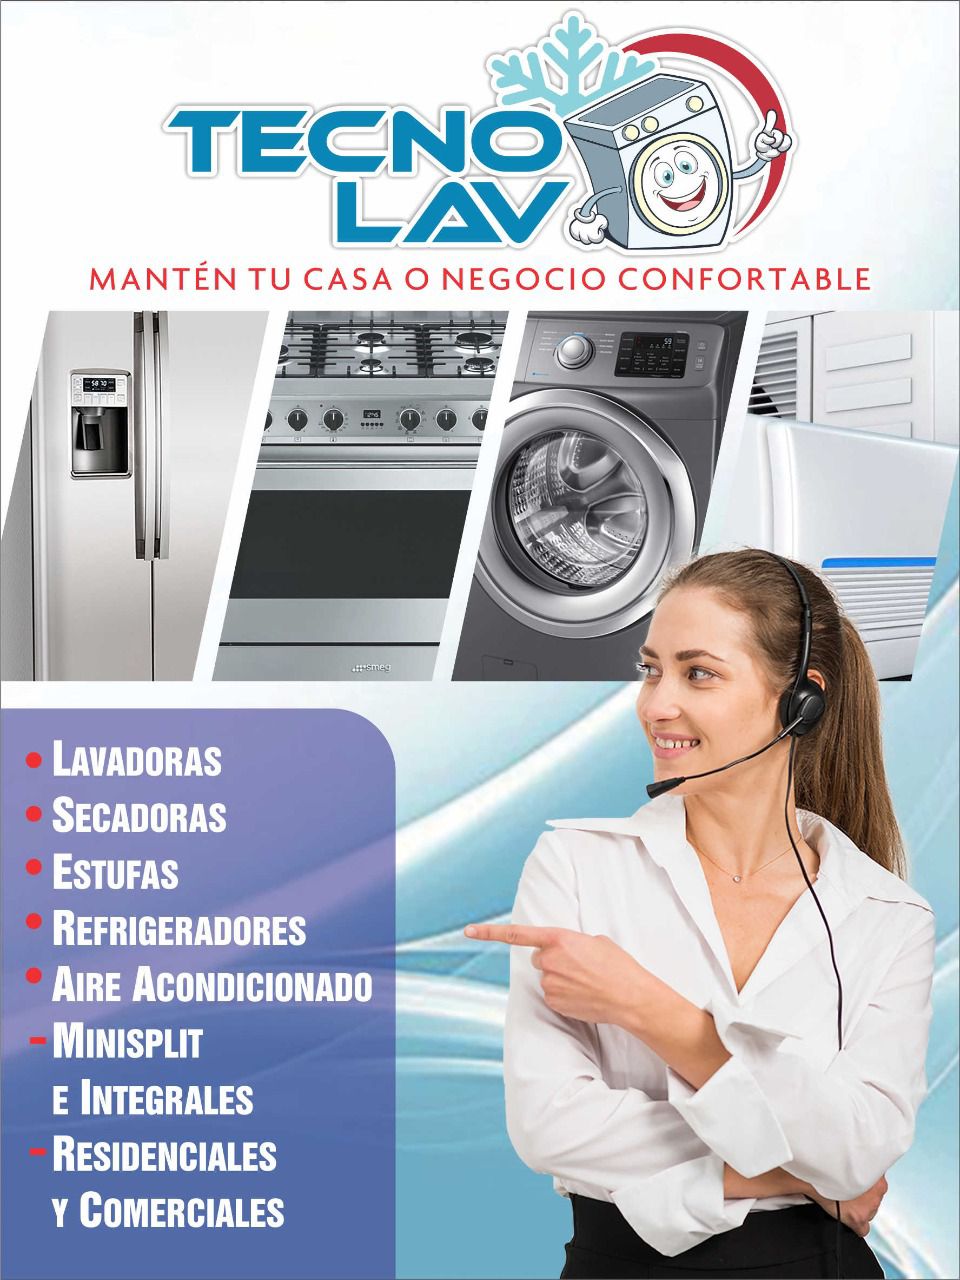 TECNO
LAV
MANTÉN TU CASA O NEGOCIO CONFORTABLE
smeg
• LAVADORAS
• SECADORAS
• ESTUFAS
• REFRIGERADORES
• AIRE ACONDICIONADO
- MINISPLIT
E INTEGRALES
- RESIDENCIALES
Y COMERCIALES